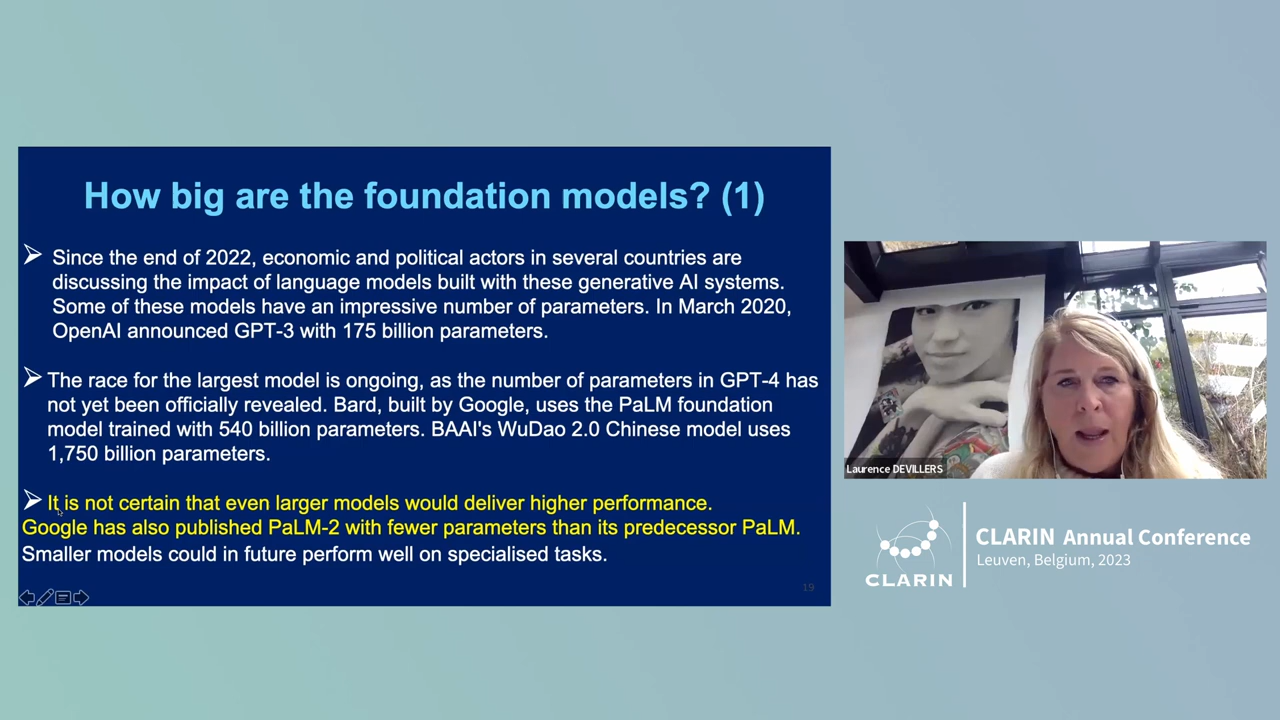 How big are the foundation models? (1)
Since the end of 2022, economic and political actors in several countries are
discussing the impact of language models built with these generative AI systems.
Some of these models have an impressive number of parameters. In March 2020,
OpenAI announced GPT-3 with 175 billion parameters.
The race for the largest model is ongoing, as the number of parameters in GPT-4 has
not yet been officially revealed. Bard, built by Google, uses the PaLM foundation
model trained with 540 billion parameters. BAAI's WuDao 2.0 Chinese model uses
1,750 billion parameters.
It is not certain that even larger models would deliver higher performance.
Google has also published PaLM-2 with fewer parameters than its predecessor PaLM.
Smaller models could in future perform well on specialised tasks.
19
Laurence DEVILLERS
CLARIN
CLARIN Annual Conference
Leuven, Belgium, 2023